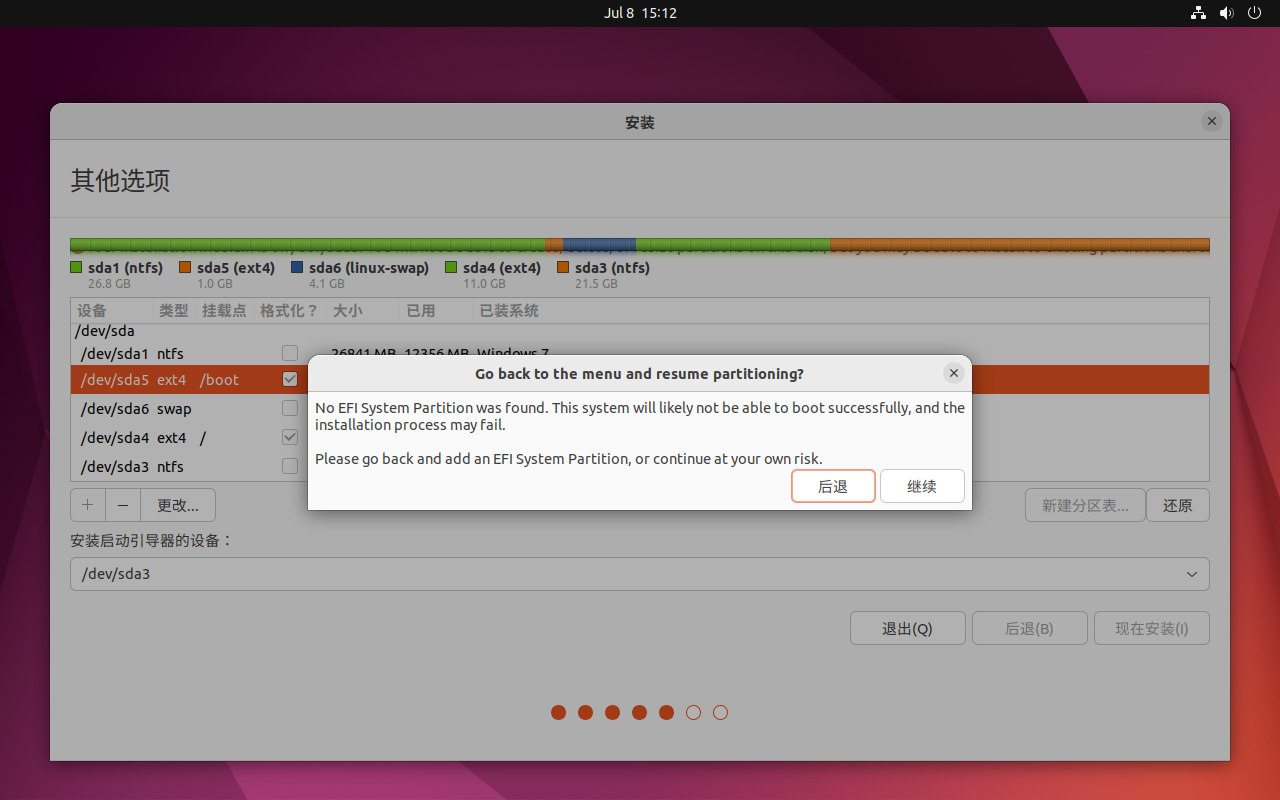 Jul 8 15:12
安装
其他选项
sda1 (ntfs) sda5 (ext4) sda6 (linux-swap) sda4 (ext4) sda3 (ntfs)
26.8 GB 1.0 GB 4.1 GB 11.0 GB 21.5 GB
设备 类型 挂载点 格式化？ 大小 已用 已装系统
/dev/sda
/dev/sda1 ntfs 26841 MB 12356 MB Windows 7
/dev/sda5 ext4 /boot
/dev/sda6 swap
/dev/sda4 ext4 /
/dev/sda3 ntfs
Go back to the menu and resume partitioning?
No EFI System Partition was found. This system will likely not be able to boot successfully, and the
installation process may fail.
Please go back and add an EFI System Partition, or continue at your own risk.
后退 继续
+ − 更改... 新建分区表... 还原
安装启动引导器的设备：
/dev/sda3
退出(Q) 后退(B) 现在安装(I)